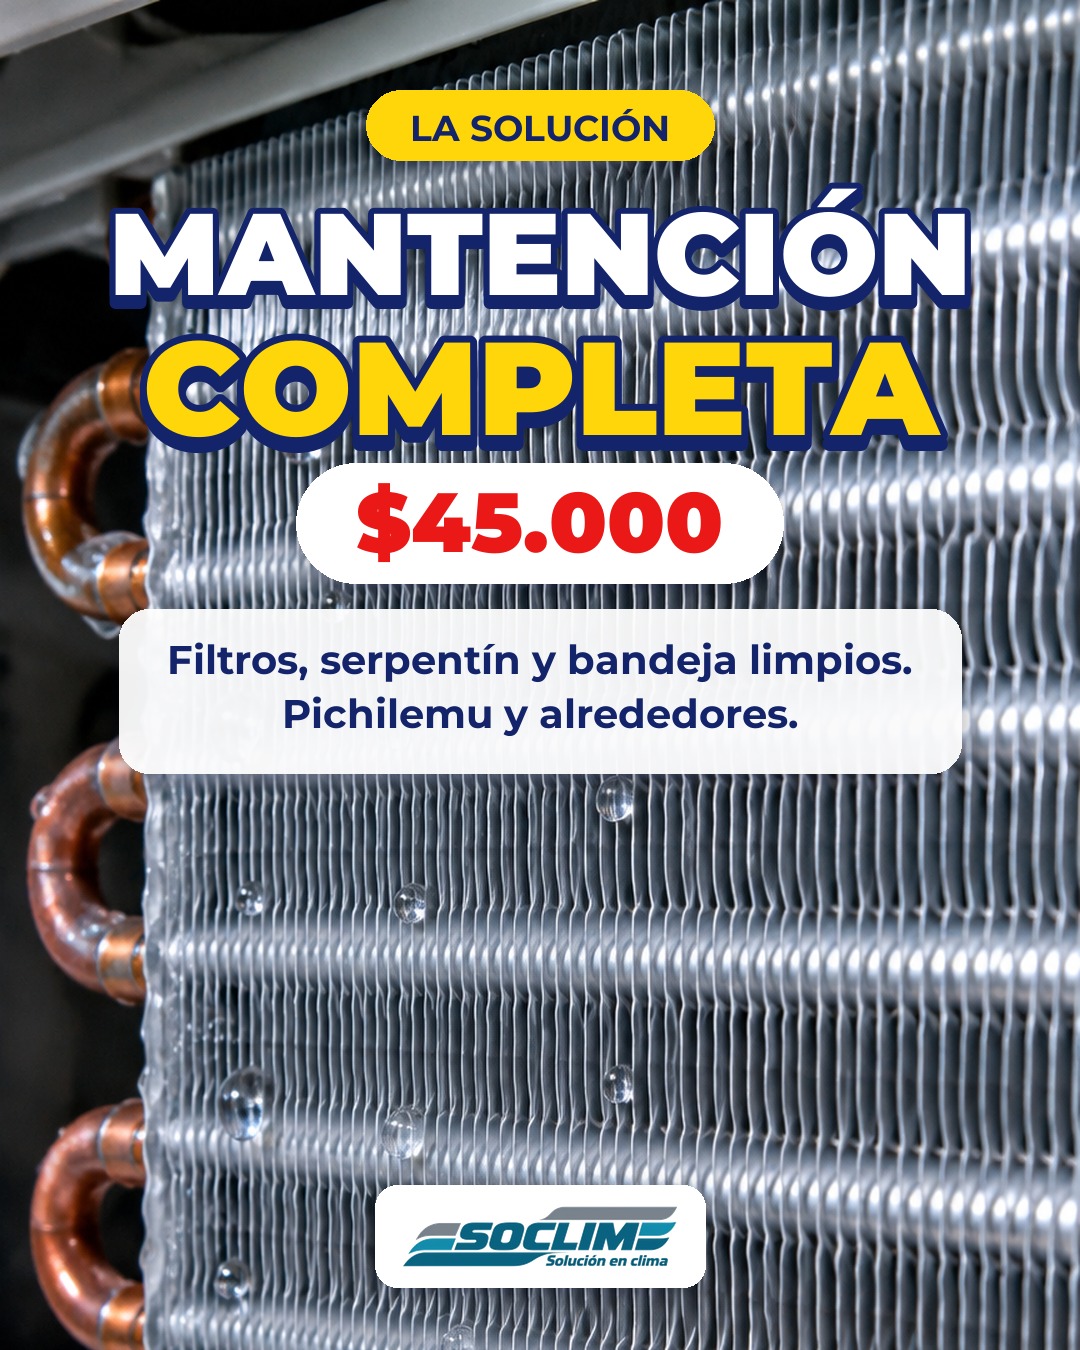 LA SOLUCIÓN
MANTENCIÓN
COMPLETA
$45.000
Filtros, serpentín y bandeja limpios.
Pichilemu y alrededores.
SOCLIM
Solución en clima